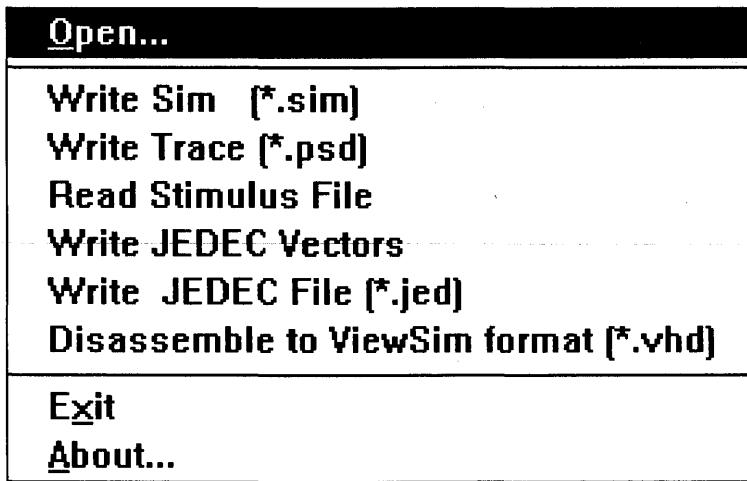 Open...
Write Sim (*.sim)
Write Trace (*.psd)
Read Stimulus File
Write JEDEC Vectors
Write JEDEC File (*.jed)
Disassemble to ViewSim format (*.vhd)
Exit
About...